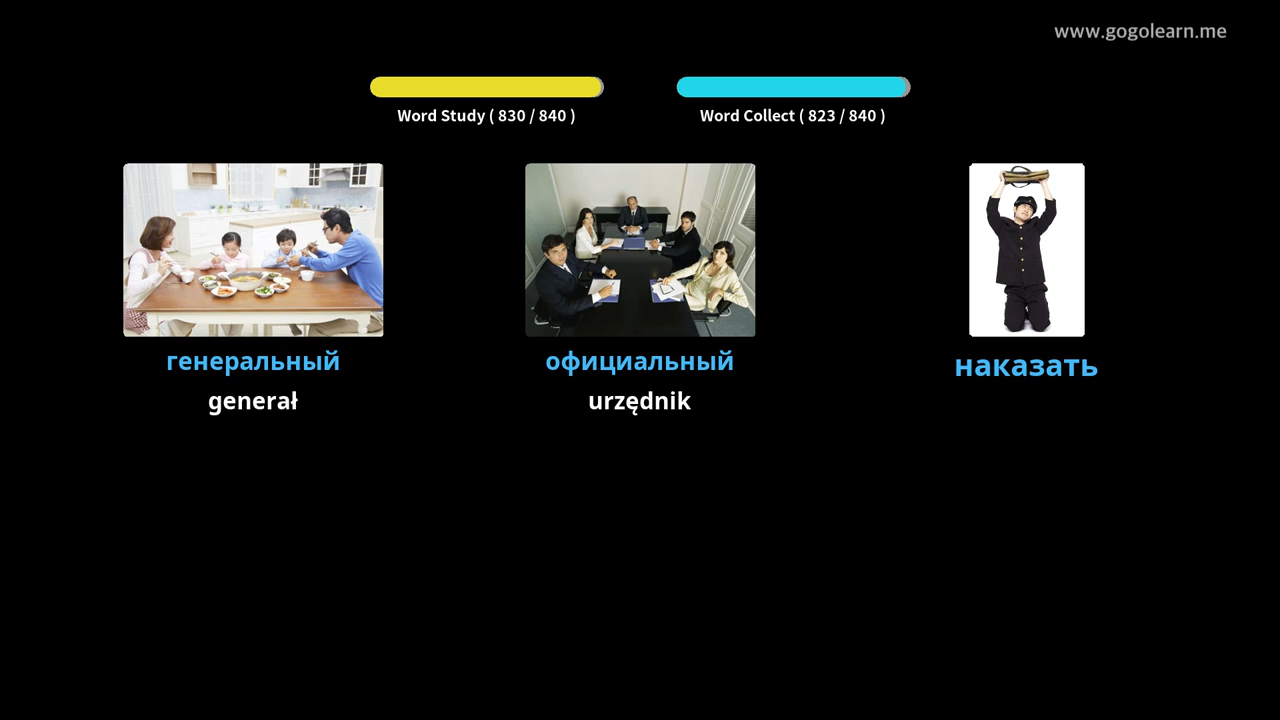 www.gogolearn.me
Word Study ( 830 / 840 )
Word Collect ( 823 / 840 )
генеральный
официальный
наказать
generał
urzędnik